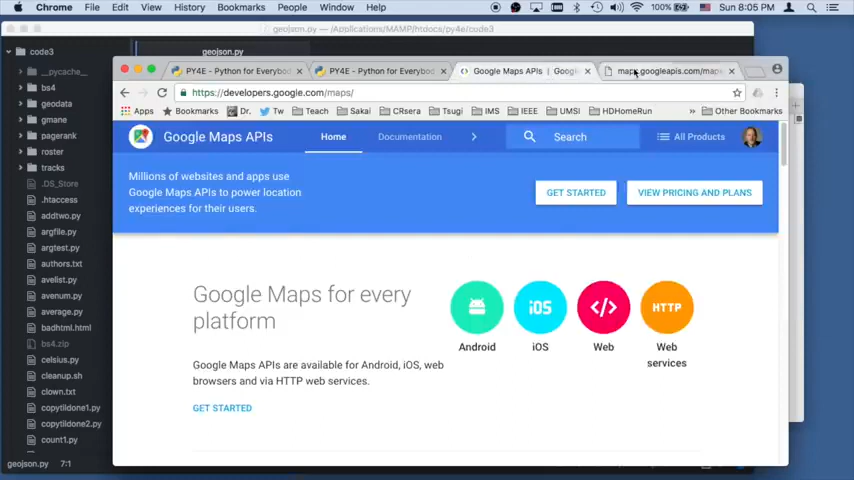 Chrome File Edit View History Bookmarks People Window Help 100% Sun 8:05 PM
geojson.py — /Applications/MAMP/htdocs/py4e/code3
code3
geojson.py
__pycache__
bs4
geodata
gmane
pagerank
roster
tracks
.DS_Store
.htaccess
addtwo.py
argfile.py
argtest.py
authors.txt
avelist.py
avenum.py
average.py
badhtml.html
bs4.zip
celsius.py
cleanup.sh
clown.txt
copytildone1.py
copytildone2.py
count1.py
geojson.py 7:1
PY4E - Python for Everybod
PY4E - Python for Everybod
Google Maps APIs | Google
maps.googleapis.com/maps
https://developers.google.com/maps/
Apps Bookmarks Dr. Tw Teach Sakai CRsera Tsugi IMS IEEE UMSI HDHomeRun Other Bookmarks
Google Maps APIs Home Documentation Search All Products
Millions of websites and apps use
Google Maps APIs to power location
experiences for their users.
GET STARTED
VIEW PRICING AND PLANS
Google Maps for every
platform
Google Maps APIs are available for Android, iOS, web
browsers and via HTTP web services.
GET STARTED
iOS
</>
HTTP
Android
iOS
Web
Web
services